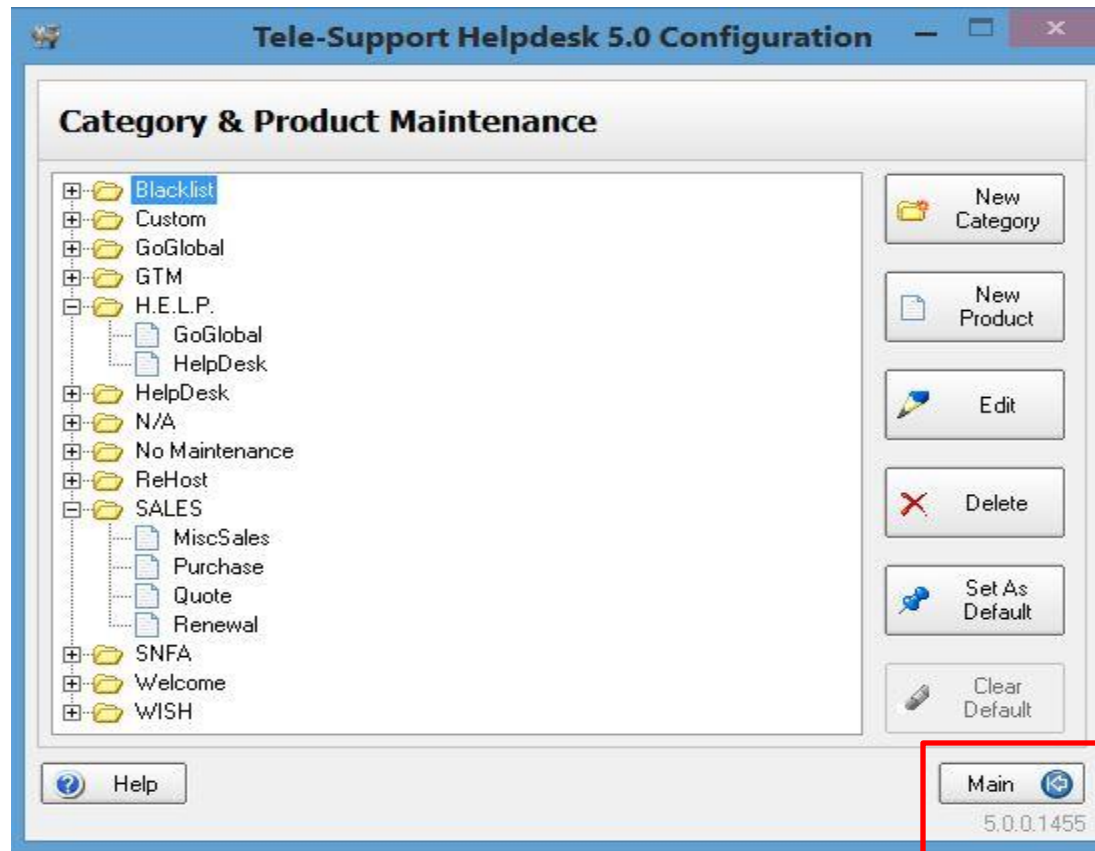 Tele-Support Helpdesk 5.0 Configuration
Category & Product Maintenance
Blacklist
Custom
GoGlobal
GTM
H.E.L.P.
GoGlobal
HelpDesk
HelpDesk
N/A
No Maintenance
ReHost
SALES
MiscSales
Purchase
Quote
Renewal
SNFA
Welcome
WISH
New
Category
New
Product
Edit
Delete
Set As
Default
Clear
Default
Help
Main
5.0.0.1455